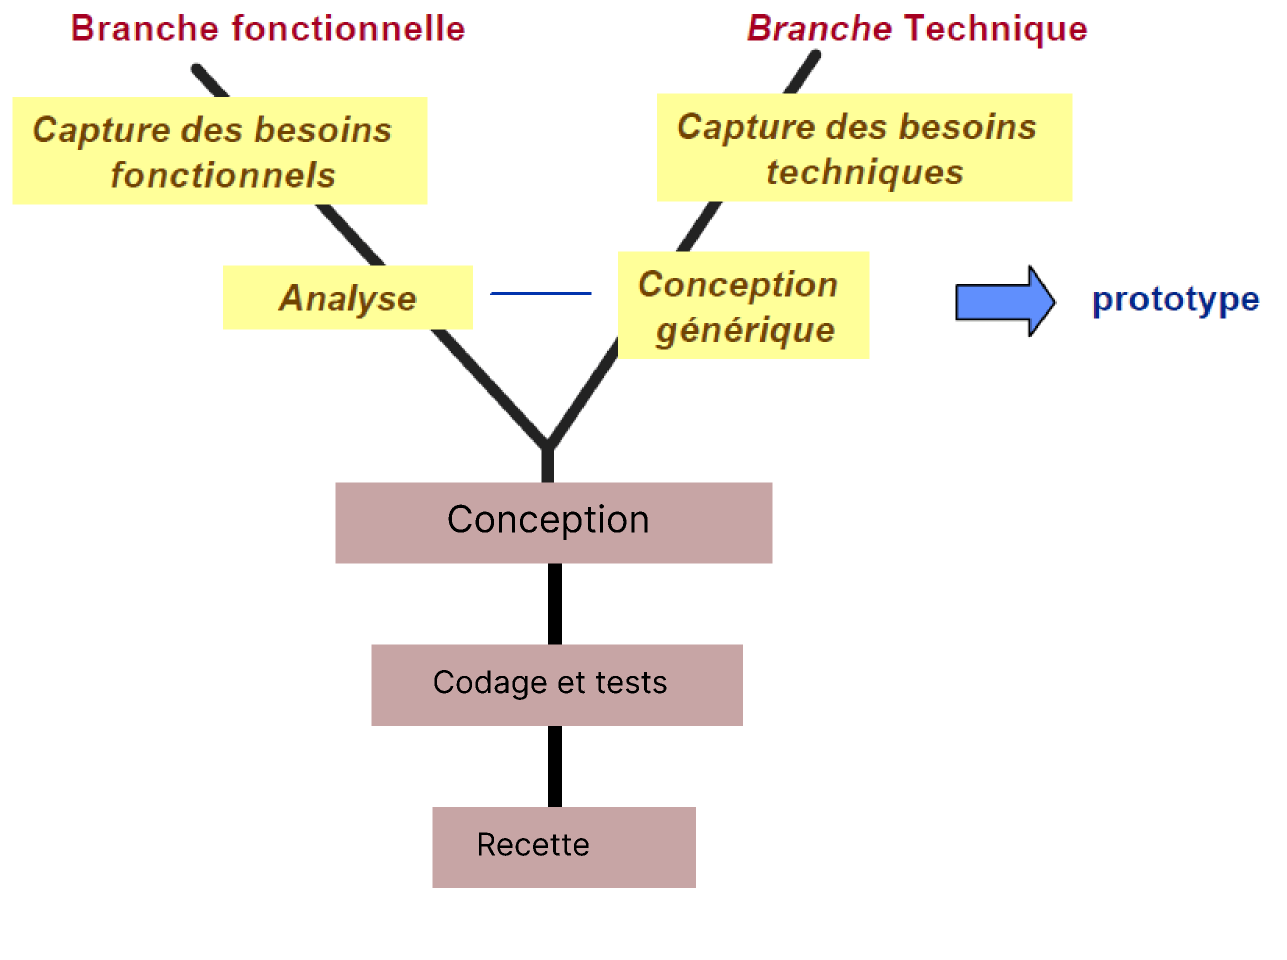 Branche fonctionnelle
Branche Technique
Capture des besoins
fonctionnels
Capture des besoins
techniques
Analyse
Conception
générique
prototype
Conception
Codage et tests
Recette